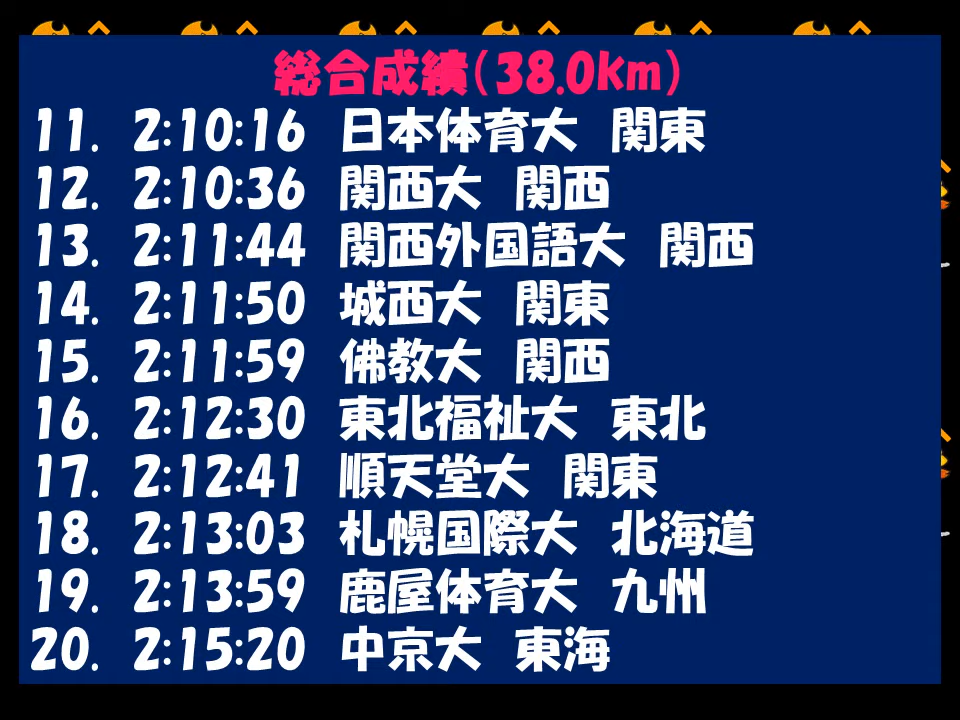 総合成績(38.0km)
11. 2:10:16 日本体育大 関東
12. 2:10:36 関西大 関西
13. 2:11:44 関西外国語大 関西
14. 2:11:50 城西大 関東
15. 2:11:59 佛教大 関西
16. 2:12:30 東北福祉大 東北
17. 2:12:41 順天堂大 関東
18. 2:13:03 札幌国際大 北海道
19. 2:13:59 鹿屋体育大 九州
20. 2:15:20 中京大 東海